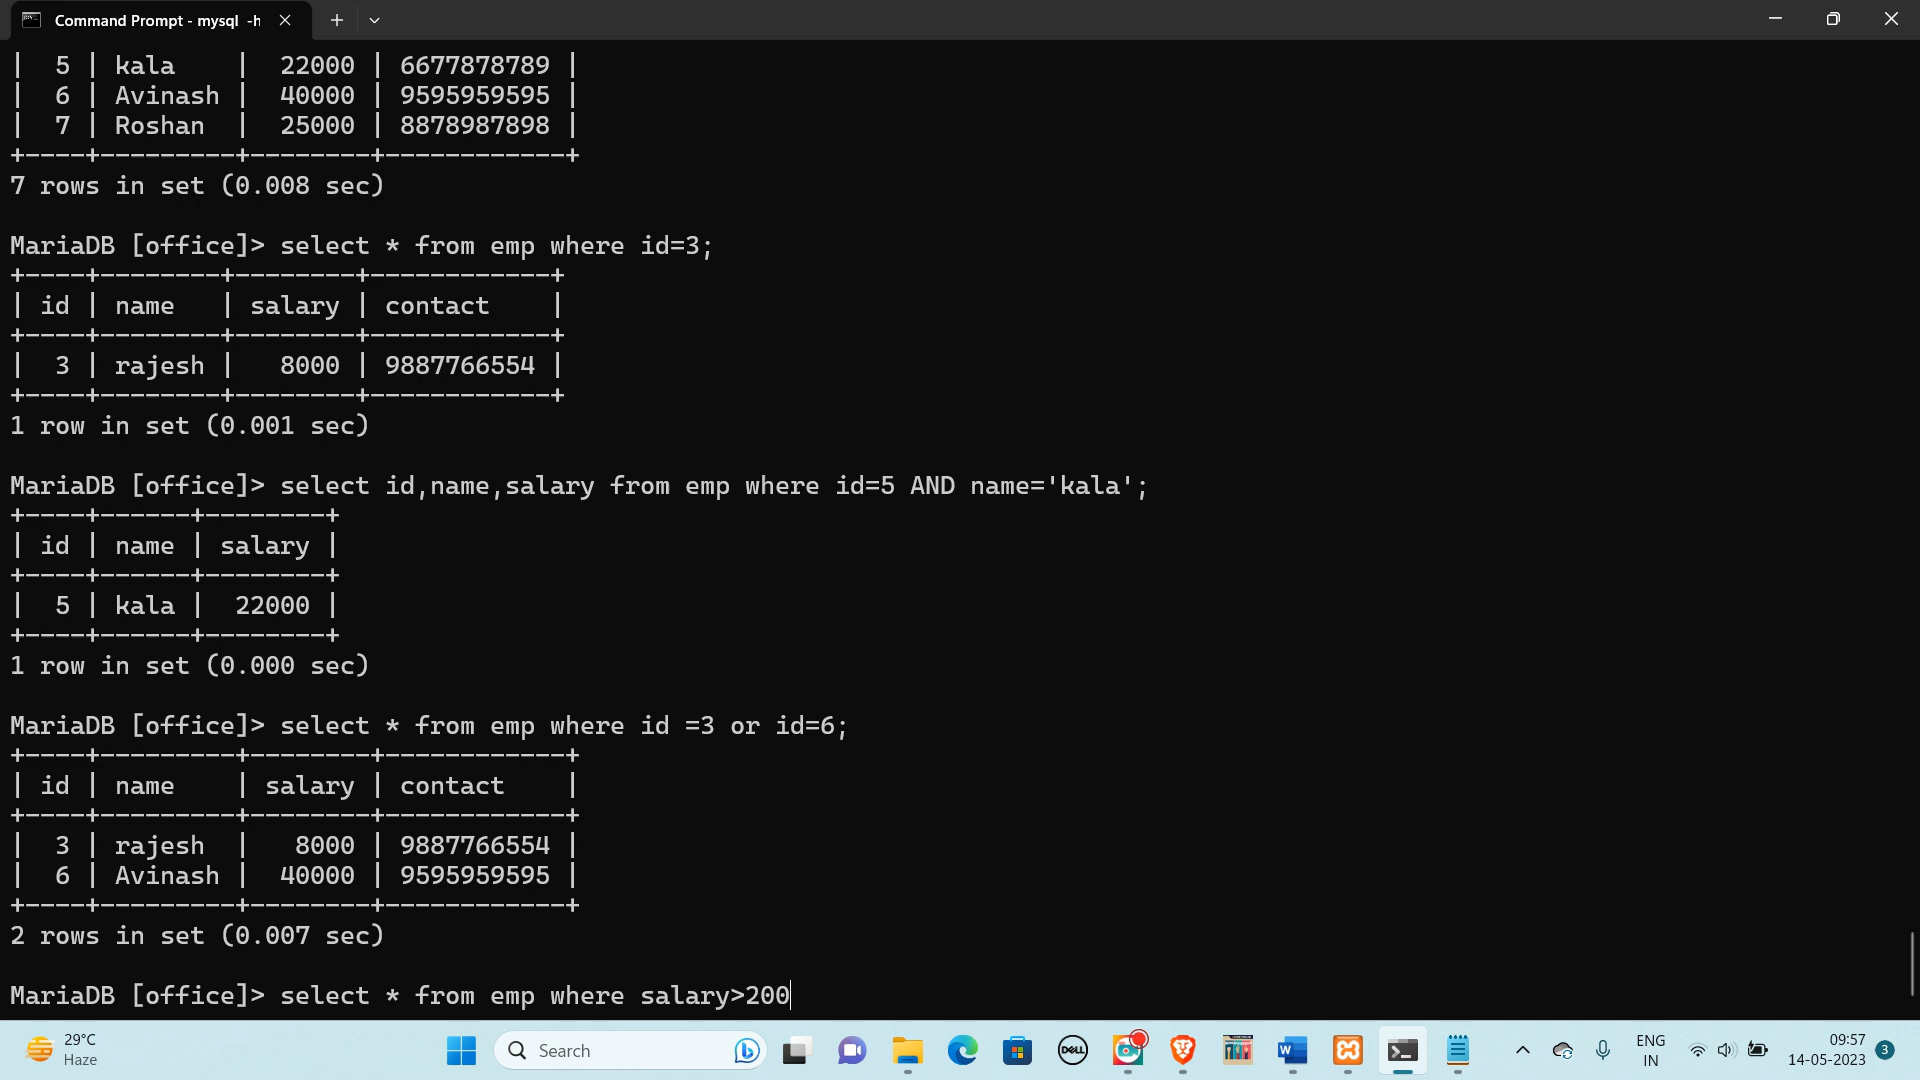 Command Prompt - mysql -h
|  5 | kala    |  22000 | 6677878789 |
|  6 | Avinash |  40000 | 9595959595 |
|  7 | Roshan  |  25000 | 8878987898 |
+----+---------+--------+------------+
7 rows in set (0.008 sec)
MariaDB [office]> select * from emp where id=3;
+----+--------+--------+------------+
| id | name   | salary | contact    |
+----+--------+--------+------------+
|  3 | rajesh |   8000 | 9887766554 |
+----+--------+--------+------------+
1 row in set (0.001 sec)
MariaDB [office]> select id,name,salary from emp where id=5 AND name='kala';
+----+------+--------+
| id | name | salary |
+----+------+--------+
|  5 | kala |  22000 |
+----+------+--------+
1 row in set (0.000 sec)
MariaDB [office]> select * from emp where id =3 or id=6;
+----+---------+--------+------------+
| id | name    | salary | contact    |
+----+---------+--------+------------+
|  3 | rajesh  |   8000 | 9887766554 |
|  6 | Avinash |  40000 | 9595959595 |
+----+---------+--------+------------+
2 rows in set (0.007 sec)
MariaDB [office]> select * from emp where salary>200
29°C
Haze
Search
DELL
W
ENG
IN
09:57
14-05-2023
3